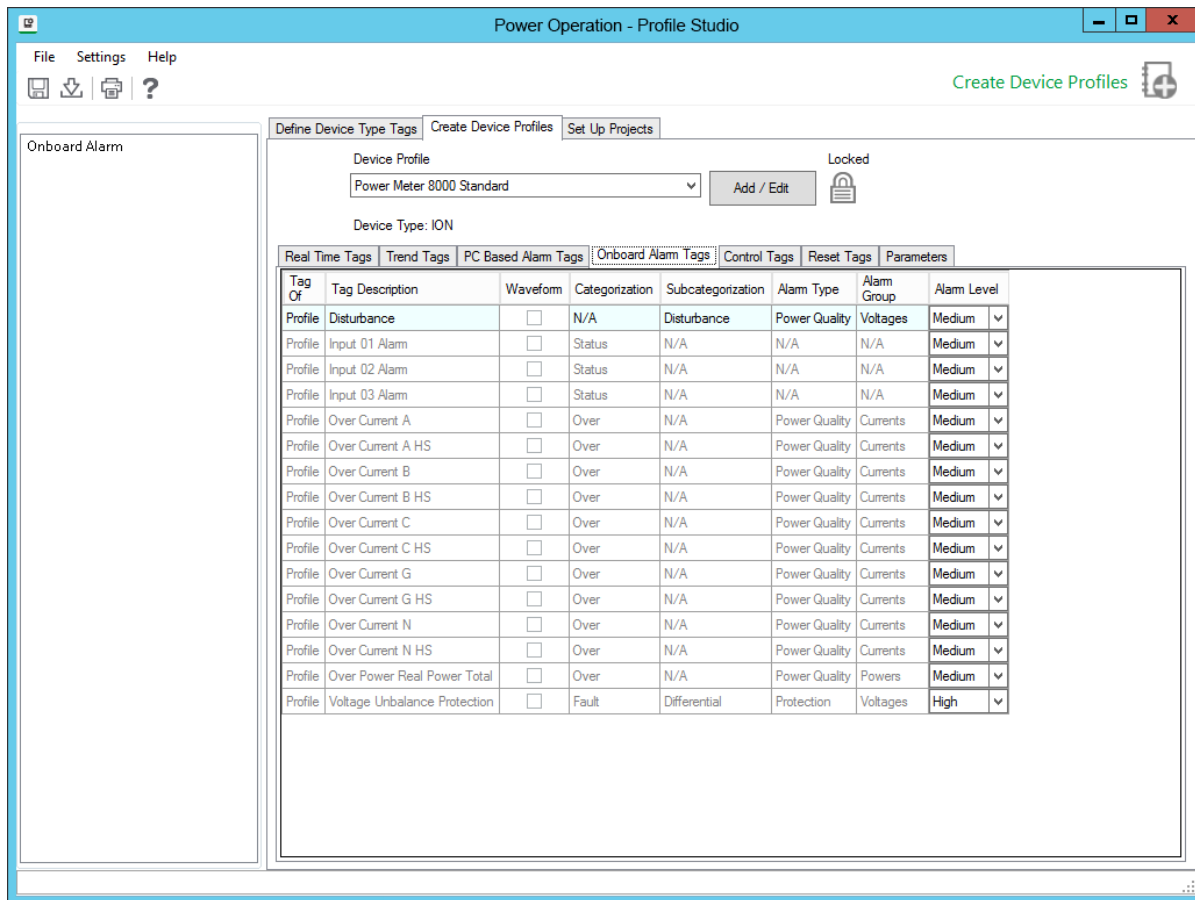 Power Operation - Profile Studio
File Settings Help
Create Device Profiles
Onboard Alarm
Define Device Type Tags Create Device Profiles Set Up Projects
Device Profile Locked
Power Meter 8000 Standard Add / Edit
Device Type: ION
Real Time Tags Trend Tags PC Based Alarm Tags Onboard Alarm Tags Control Tags Reset Tags Parameters
Tag Of Tag Description Waveform Categorization Subcategorization Alarm Type Alarm Group Alarm Level
Profile Disturbance N/A Disturbance Power Quality Voltages Medium
Profile Input 01 Alarm Status N/A N/A N/A Medium
Profile Input 02 Alarm Status N/A N/A N/A Medium
Profile Input 03 Alarm Status N/A N/A N/A Medium
Profile Over Current A Over N/A Power Quality Currents Medium
Profile Over Current A HS Over N/A Power Quality Currents Medium
Profile Over Current B Over N/A Power Quality Currents Medium
Profile Over Current B HS Over N/A Power Quality Currents Medium
Profile Over Current C Over N/A Power Quality Currents Medium
Profile Over Current C HS Over N/A Power Quality Currents Medium
Profile Over Current G Over N/A Power Quality Currents Medium
Profile Over Current G HS Over N/A Power Quality Currents Medium
Profile Over Current N Over N/A Power Quality Currents Medium
Profile Over Current N HS Over N/A Power Quality Currents Medium
Profile Over Power Real Power Total Over N/A Power Quality Powers Medium
Profile Voltage Unbalance Protection Fault Differential Protection Voltages High